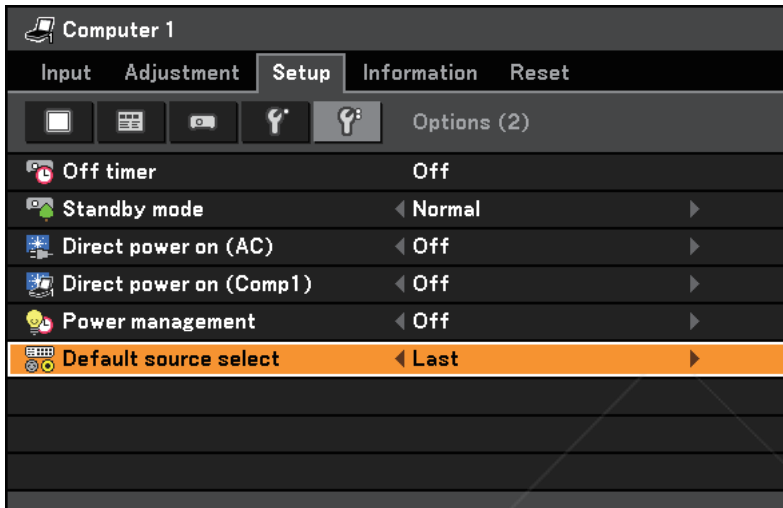 Computer 1
Input Adjustment Setup Information Reset
Options (2)
Off timer Off
Standby mode Normal
Direct power on (AC) Off
Direct power on (Comp1) Off
Power management Off
Default source select Last